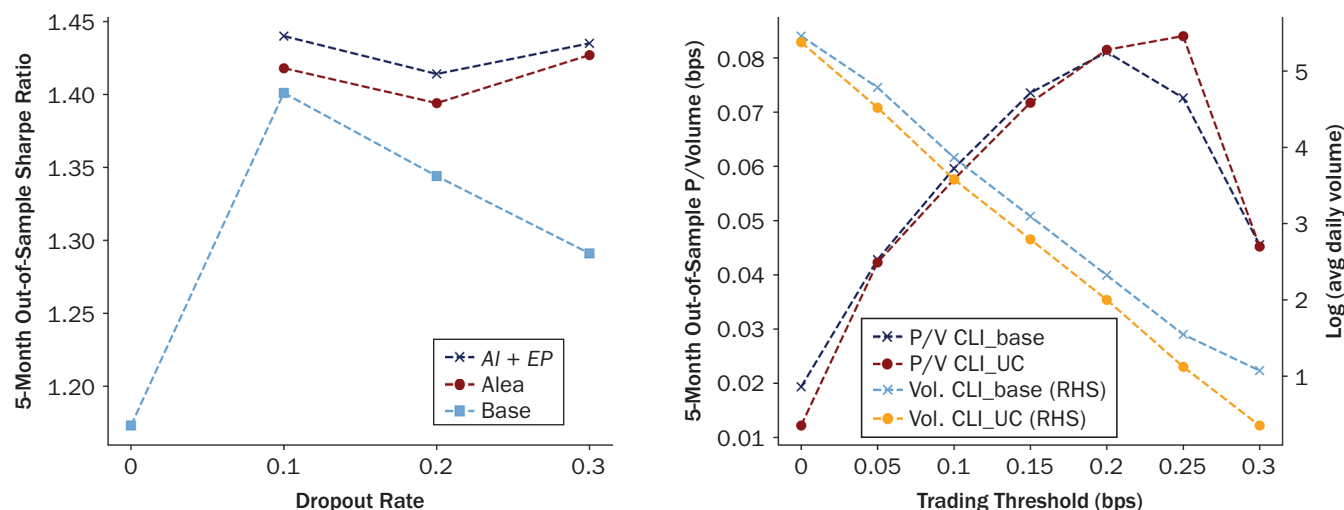 5-Month Out-of-Sample Sharpe Ratio
1.45
1.40
1.35
1.30
1.25
1.20
AI + EP
Alea
Base
0
0.1
0.2
0.3
Dropout Rate
5-Month Out-of-Sample P/Volume (bps)
0.08
0.07
0.06
0.05
0.04
0.03
0.02
0.01
P/V CLI_base
P/V CLI_UC
Vol. CLI_base (RHS)
Vol. CLI_UC (RHS)
5
4
3
2
1
Log (avg daily volume)
0
0.05
0.1
0.15
0.2
0.25
0.3
Trading Threshold (bps)